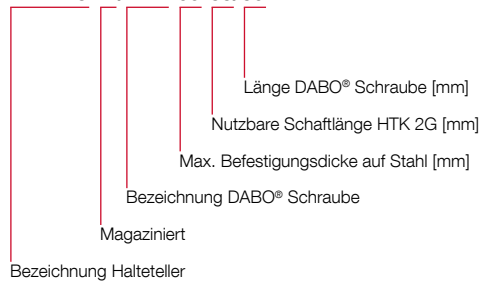 Länge DABO® Schraube [mm]
Nutzbare Schaftlänge HTK 2G [mm]
Max. Befestigungsdicke auf Stahl [mm]
Bezeichnung DABO® Schraube
Magaziniert
Bezeichnung Halteteller